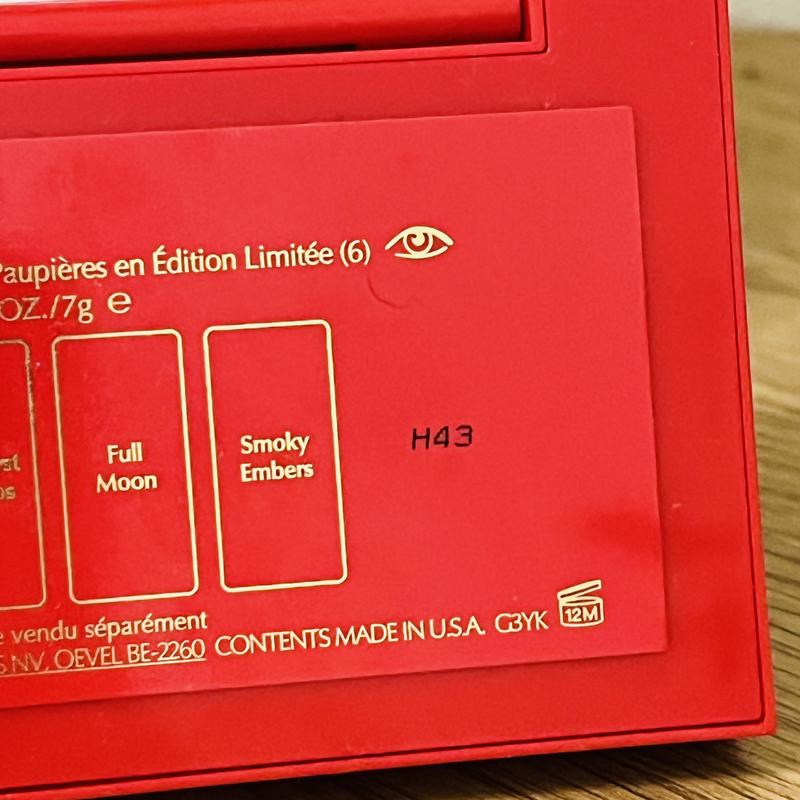 Paupières en Édition Limitée (6)
OZ./7g ℮
Full
Moon
Smoky
Embers
H43
vendu séparément
NV, OEVEL BE-2260 CONTENTS MADE IN U.S.A. G3YK 12M